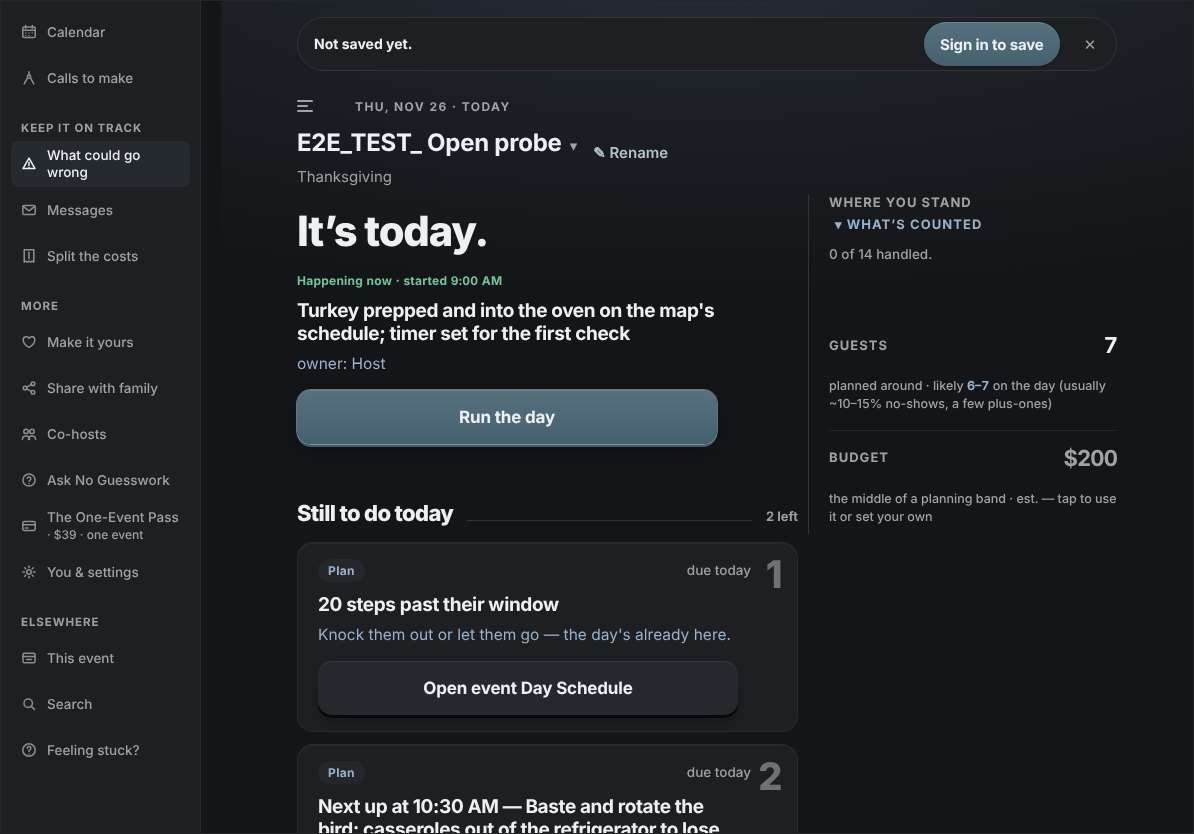 Calendar
Calls to make
KEEP IT ON TRACK
What could go
wrong
Messages
Split the costs
MORE
Make it yours
Share with family
Co-hosts
Ask No Guesswork
The One-Event Pass
· $39 · one event
You & settings
ELSEWHERE
This event
Search
Feeling stuck?
Not saved yet.
Sign in to save
×
THU, NOV 26 · TODAY
E2E_TEST_ Open probe ▾
✎ Rename
Thanksgiving
It’s today.
Happening now · started 9:00 AM
Turkey prepped and into the oven on the map's
schedule; timer set for the first check
owner: Host
Run the day
Still to do today
2 left
Plan
due today
1
20 steps past their window
Knock them out or let them go — the day's already here.
Open event Day Schedule
Plan
due today
2
Next up at 10:30 AM — Baste and rotate the
bird; casseroles out of the refrigerator to lose
WHERE YOU STAND
▾ WHAT’S COUNTED
0 of 14 handled.
GUESTS
7
planned around · likely 6–7 on the day (usually
~10–15% no-shows, a few plus-ones)
BUDGET
$200
the middle of a planning band · est. — tap to use
it or set your own